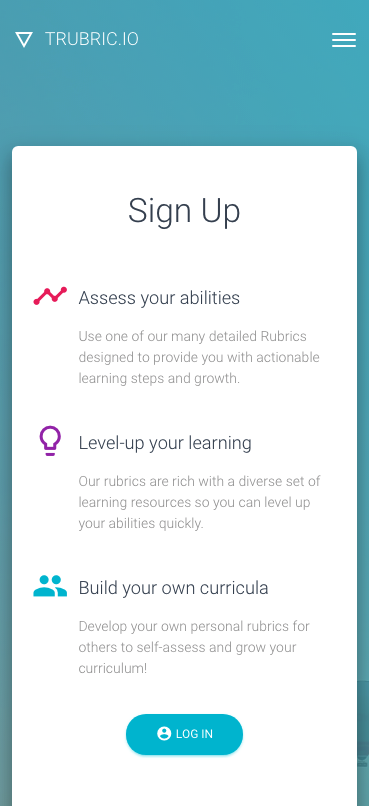 TRUBRIC.IO
Sign Up
Assess your abilities
Use one of our many detailed Rubrics
designed to provide you with actionable
learning steps and growth.
Level-up your learning
Our rubrics are rich with a diverse set of
learning resources so you can level up
your abilities quickly.
Build your own curricula
Develop your own personal rubrics for
others to self-assess and grow your
curriculum!
LOG IN